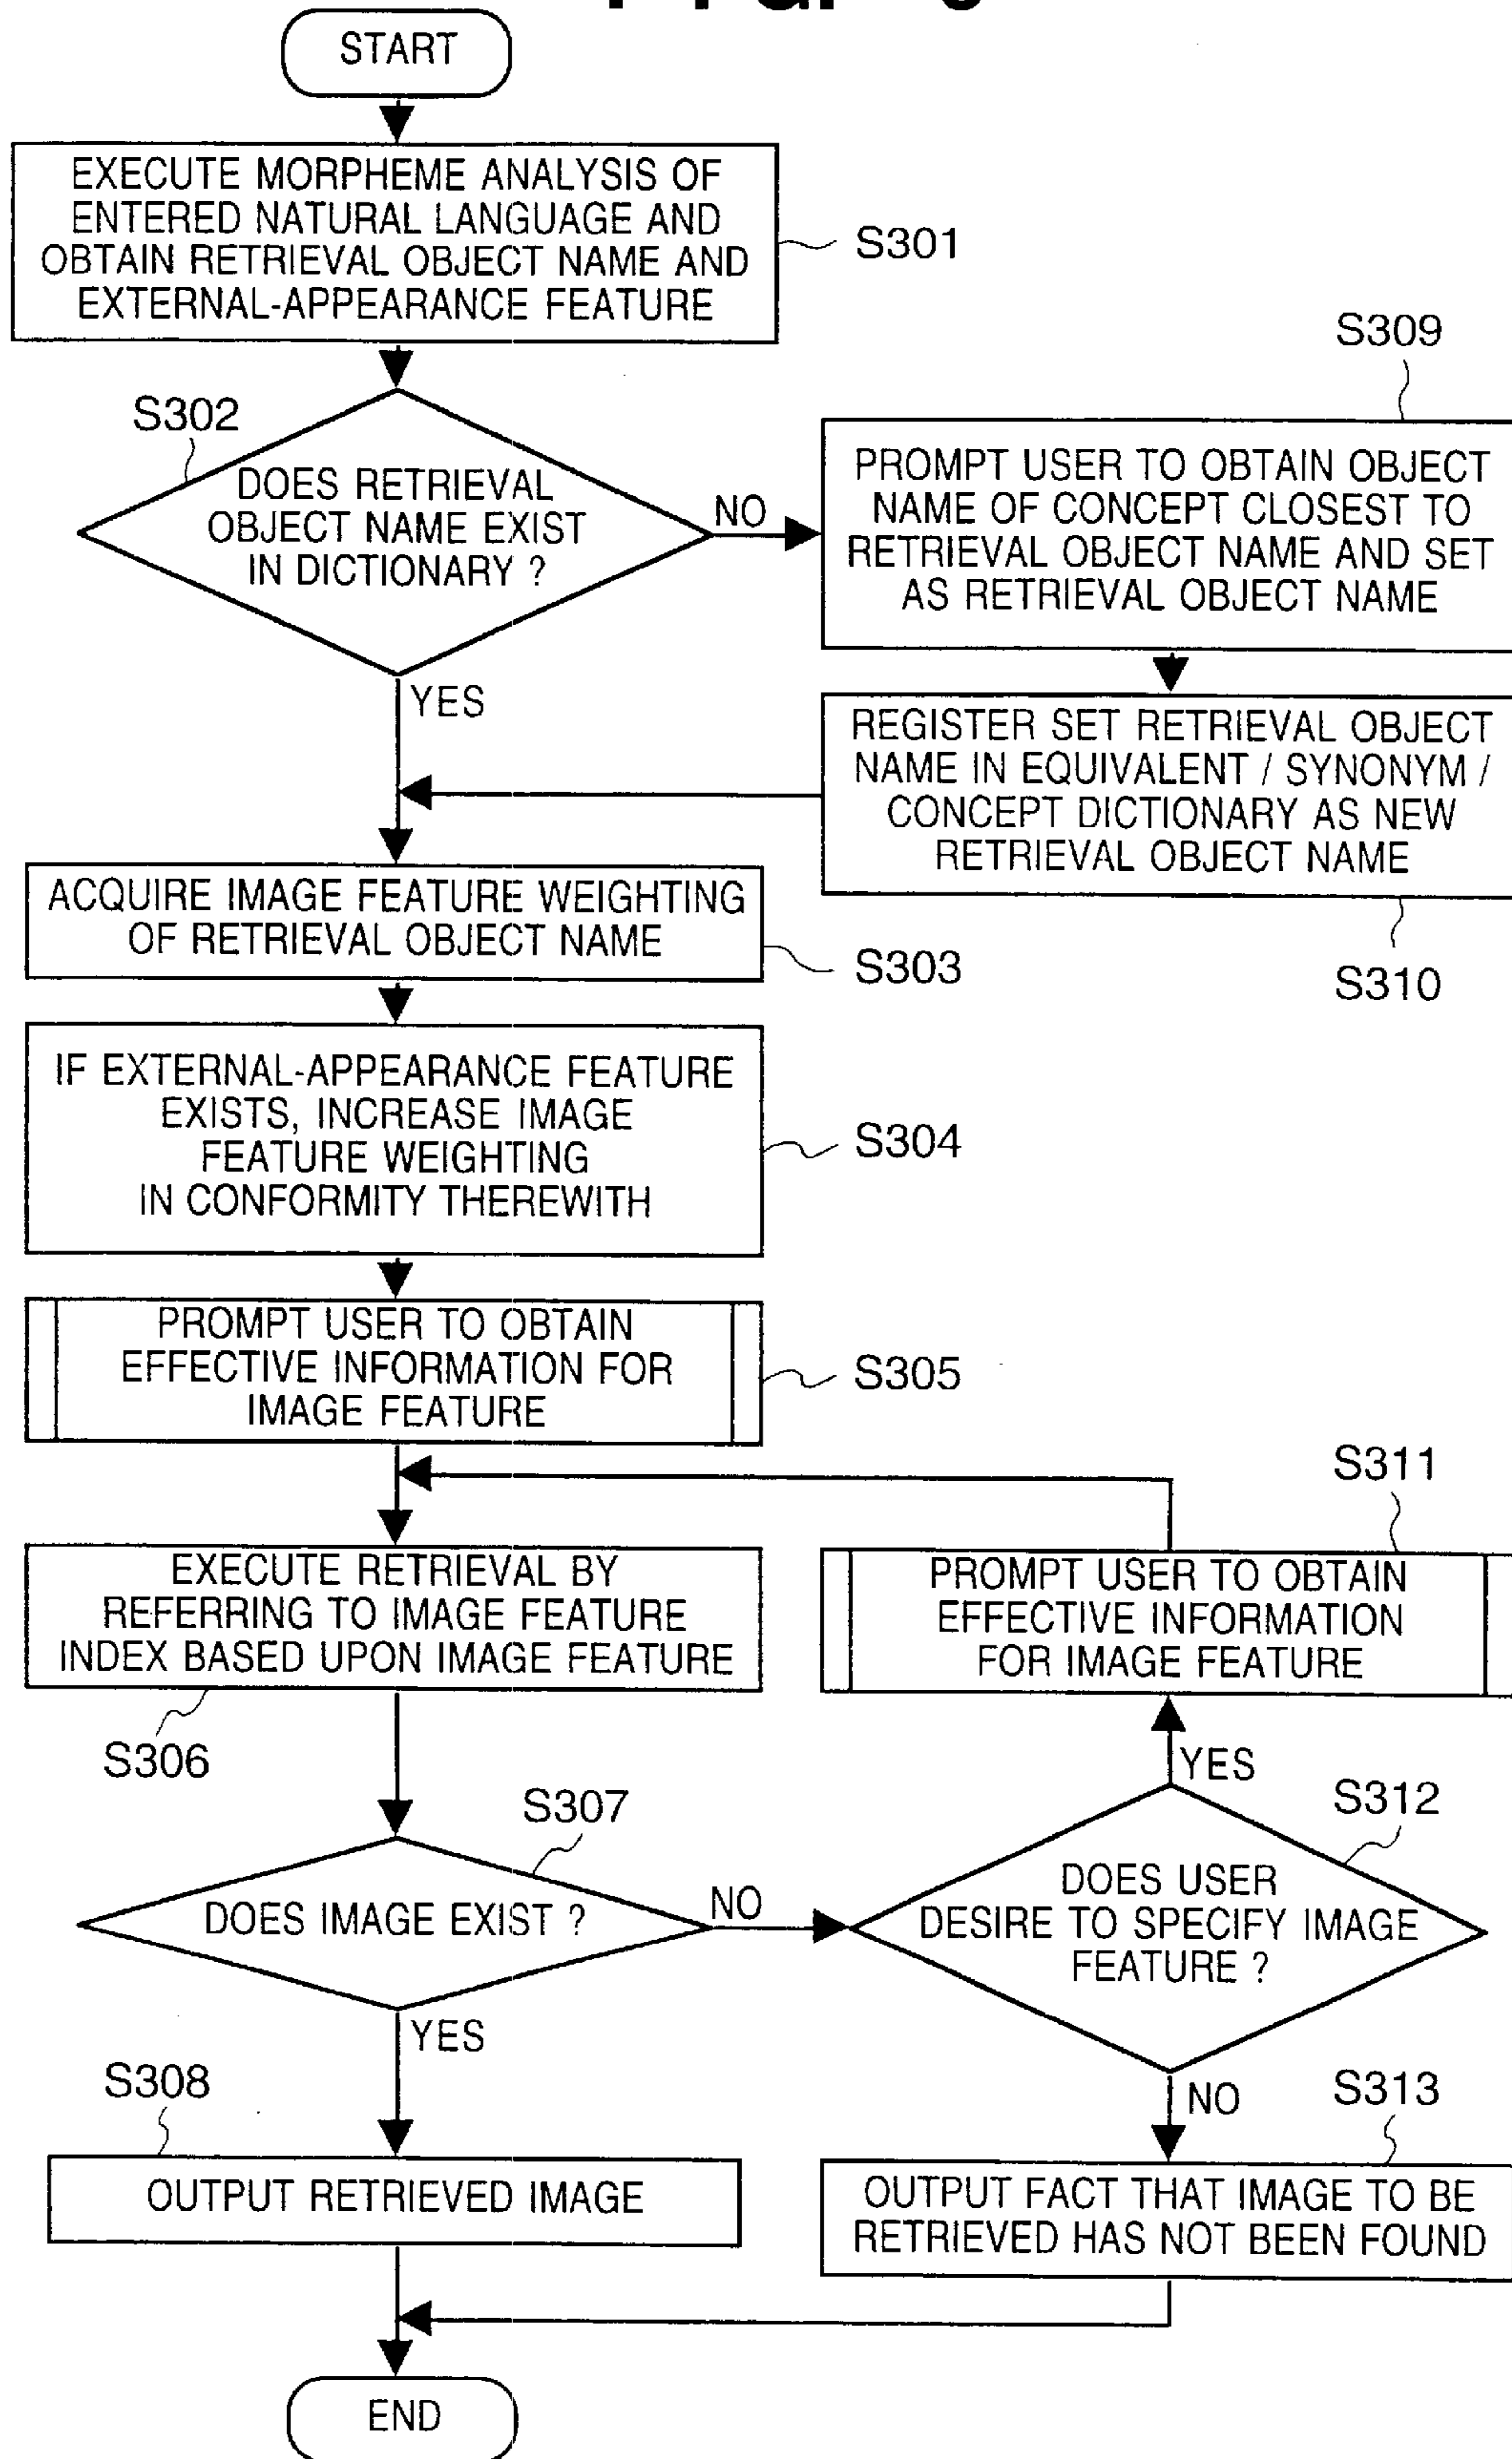 START
EXECUTE MORPHEME ANALYSIS OF
ENTERED NATURAL LANGUAGE AND
OBTAIN RETRIEVAL OBJECT NAME AND
EXTERNAL-APPEARANCE FEATURE
S301
S302
DOES RETRIEVAL
OBJECT NAME EXIST
IN DICTIONARY ?
NO
YES
S309
PROMPT USER TO OBTAIN OBJECT
NAME OF CONCEPT CLOSEST TO
RETRIEVAL OBJECT NAME AND SET
AS RETRIEVAL OBJECT NAME
REGISTER SET RETRIEVAL OBJECT
NAME IN EQUIVALENT / SYNONYM /
CONCEPT DICTIONARY AS NEW
RETRIEVAL OBJECT NAME
S310
ACQUIRE IMAGE FEATURE WEIGHTING
OF RETRIEVAL OBJECT NAME
S303
IF EXTERNAL-APPEARANCE FEATURE
EXISTS, INCREASE IMAGE
FEATURE WEIGHTING
IN CONFORMITY THEREWITH
S304
PROMPT USER TO OBTAIN
EFFECTIVE INFORMATION FOR
IMAGE FEATURE
S305
EXECUTE RETRIEVAL BY
REFERRING TO IMAGE FEATURE
INDEX BASED UPON IMAGE FEATURE
S306
S311
PROMPT USER TO OBTAIN
EFFECTIVE INFORMATION
FOR IMAGE FEATURE
YES
S307
DOES IMAGE EXIST ?
NO
YES
S312
DOES USER
DESIRE TO SPECIFY IMAGE
FEATURE ?
NO
S308
OUTPUT RETRIEVED IMAGE
S313
OUTPUT FACT THAT IMAGE TO BE
RETRIEVED HAS NOT BEEN FOUND
END